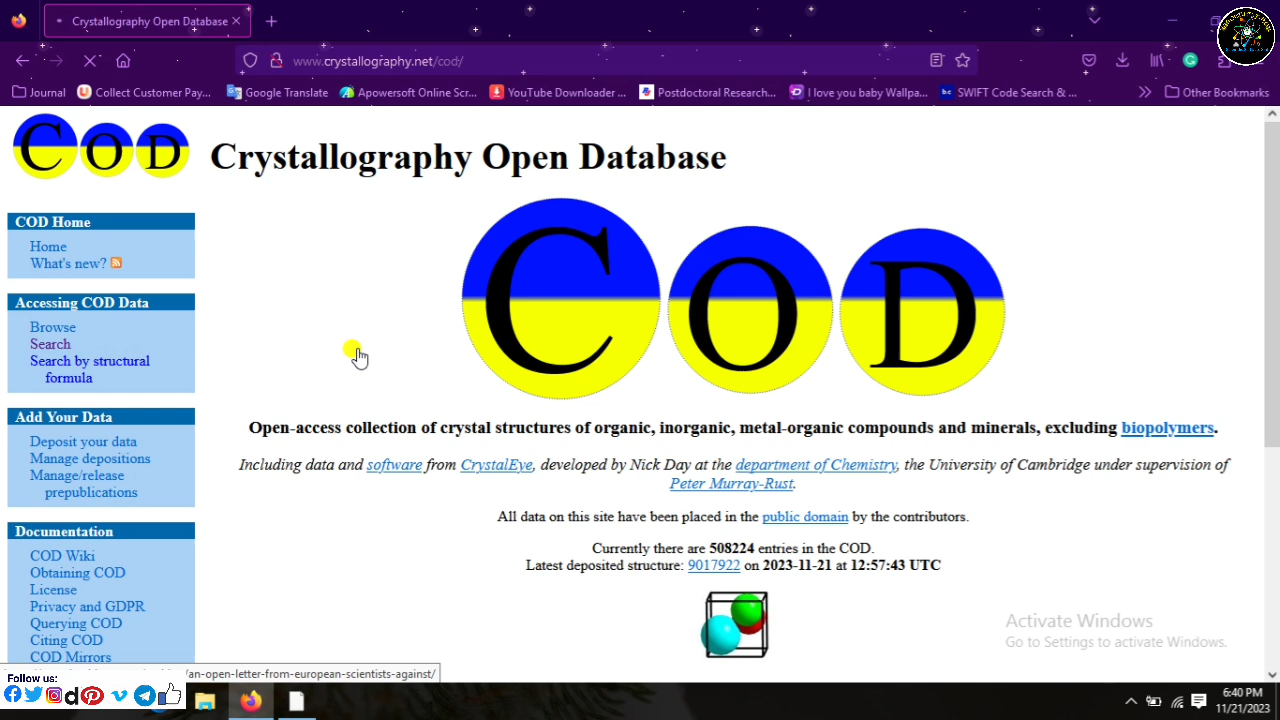 Crystallography Open Database
www.crystallography.net/cod/
Journal
Collect Customer Pay...
Google Translate
Apowersoft Online Scr...
YouTube Downloader ...
Postdoctoral Research...
I love you baby Wallpa...
SWIFT Code Search & ...
Other Bookmarks
COD
Crystallography Open Database
COD
COD Home
Home
What's new?
Accessing COD Data
Browse
Search
Search by structural
formula
Add Your Data
Deposit your data
Manage depositions
Manage/release
prepublications
Documentation
COD Wiki
Obtaining COD
License
Privacy and GDPR
Querying COD
Citing COD
COD Mirrors
Open-access collection of crystal structures of organic, inorganic, metal-organic compounds and minerals, excluding biopolymers.
Including data and software from CrystalEye, developed by Nick Day at the department of Chemistry, the University of Cambridge under supervision of
Peter Murray-Rust.
All data on this site have been placed in the public domain by the contributors.
Currently there are 508224 entries in the COD.
Latest deposited structure: 9017922 on 2023-11-21 at 12:57:43 UTC
Activate Windows
Go to Settings to activate Windows.
/an-open-letter-from-european-scientists-against/
Follow us:
6:40 PM
11/21/2023